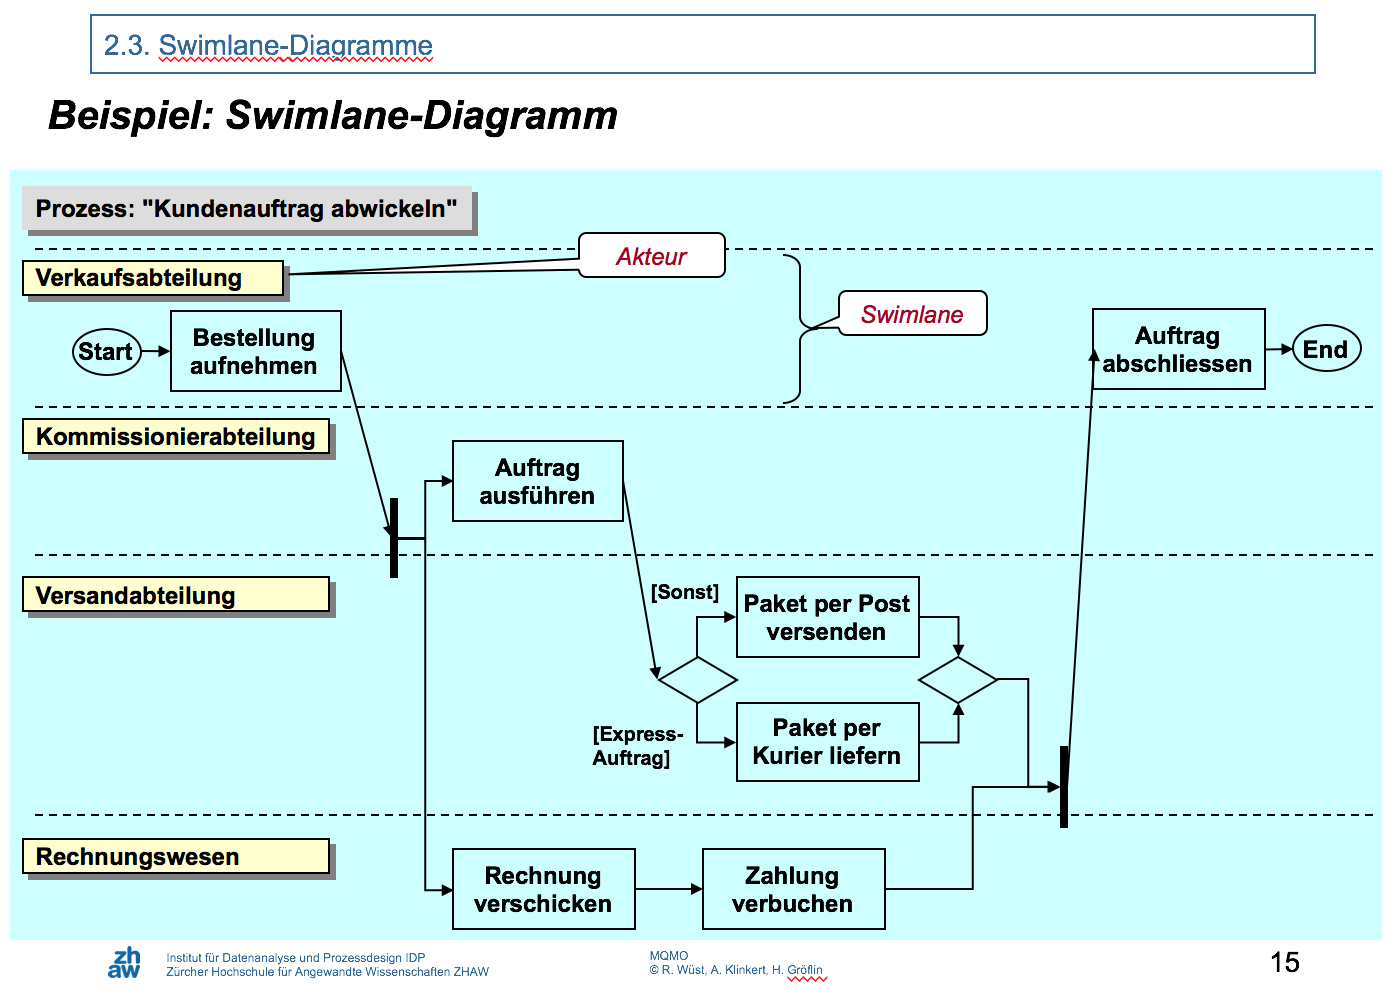 2.3. Swimlane-Diagramme
Beispiel: Swimlane-Diagramm
Prozess: "Kundenauftrag abwickeln"
Akteur
Verkaufsabteilung
Swimlane
Start
Bestellung
aufnehmen
Auftrag
abschliessen
End
Kommissionierabteilung
Auftrag
ausführen
Versandabteilung
[Sonst]
Paket per Post
versenden
[Express-
Auftrag]
Paket per
Kurier liefern
Rechnungswesen
Rechnung
verschicken
Zahlung
verbuchen
zh
aw
Institut für Datenanalyse und Prozessdesign IDP
Zürcher Hochschule für Angewandte Wissenschaften ZHAW
MQMO
© R. Wüst, A. Klinkert, H. Gröflin
15